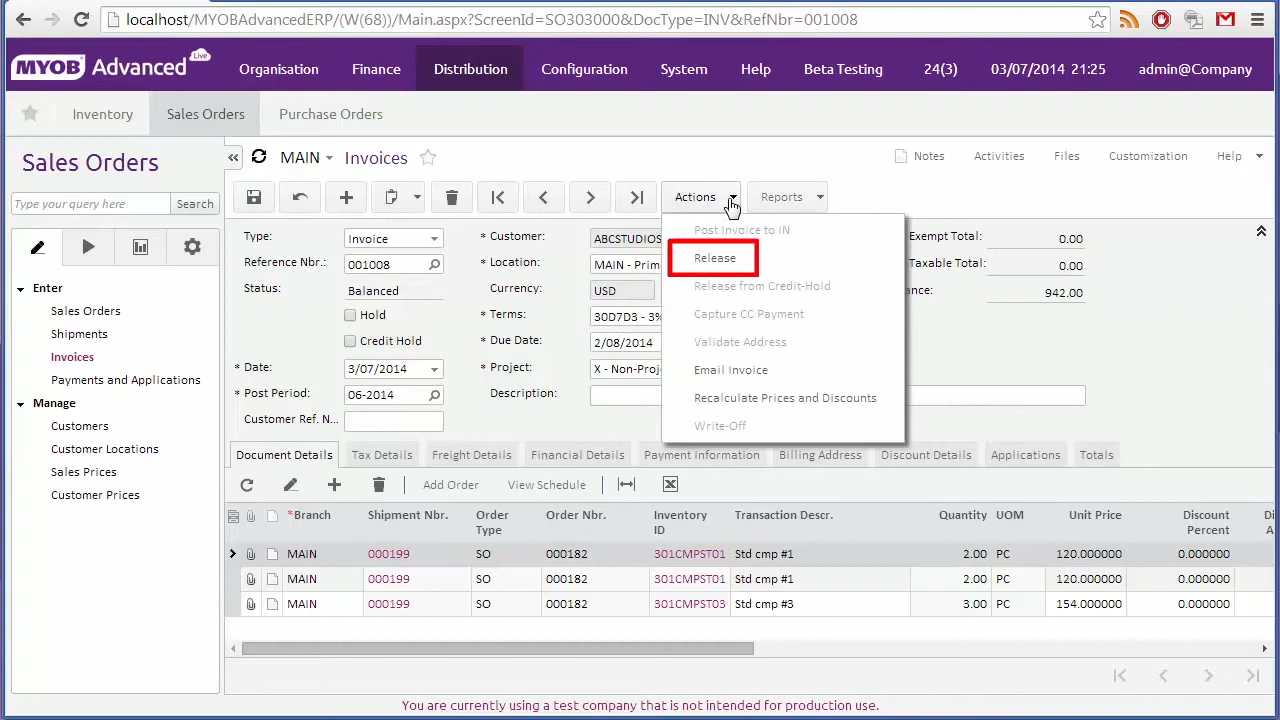 localhost/MYOBAdvancedERP/(W(68))/Main.aspx?ScreenId=SO303000&DocType=INV&RefNbr=001008
MYOB Advanced Live Organisation Finance Distribution Configuration System Help Beta Testing 24(3) 03/07/2014 21:25 admin@Company
Inventory Sales Orders Purchase Orders
Sales Orders
Type your query here Search
Enter
Sales Orders
Shipments
Invoices
Payments and Applications
Manage
Customers
Customer Locations
Sales Prices
Customer Prices
MAIN Invoices Notes Activities Files Customization Help
Actions Reports
Post Invoice to IN
Release
Release from Credit-Hold
Capture CC Payment
Validate Address
Email Invoice
Recalculate Prices and Discounts
Write-Off
Type: Invoice * Customer: ABCSTUDIOS Exempt Total: 0.00
Reference Nbr.: 001008 * Location: MAIN - Prim Taxable Total: 0.00
Status: Balanced Currency: USD ance: 942.00
Hold * Terms: 30D7D3 - 3%
Credit Hold * Due Date: 2/08/2014
* Date: 3/07/2014 * Project: X - Non-Proj
* Post Period: 06-2014 Description:
Customer Ref. N...
Document Details Tax Details Freight Details Financial Details Payment Information Billing Address Discount Details Applications Totals
Add Order View Schedule
*Branch Shipment Nbr. Order Type Order Nbr. Inventory ID Transaction Descr. Quantity UOM Unit Price Discount Percent
MAIN 000199 SO 000182 301CMPST01 Std cmp #1 2.00 PC 120.000000 0.000000
MAIN 000199 SO 000182 301CMPST01 Std cmp #1 2.00 PC 120.000000 0.000000
MAIN 000199 SO 000182 301CMPST03 Std cmp #3 3.00 PC 154.000000 0.000000
You are currently using a test company that is not intended for production use.